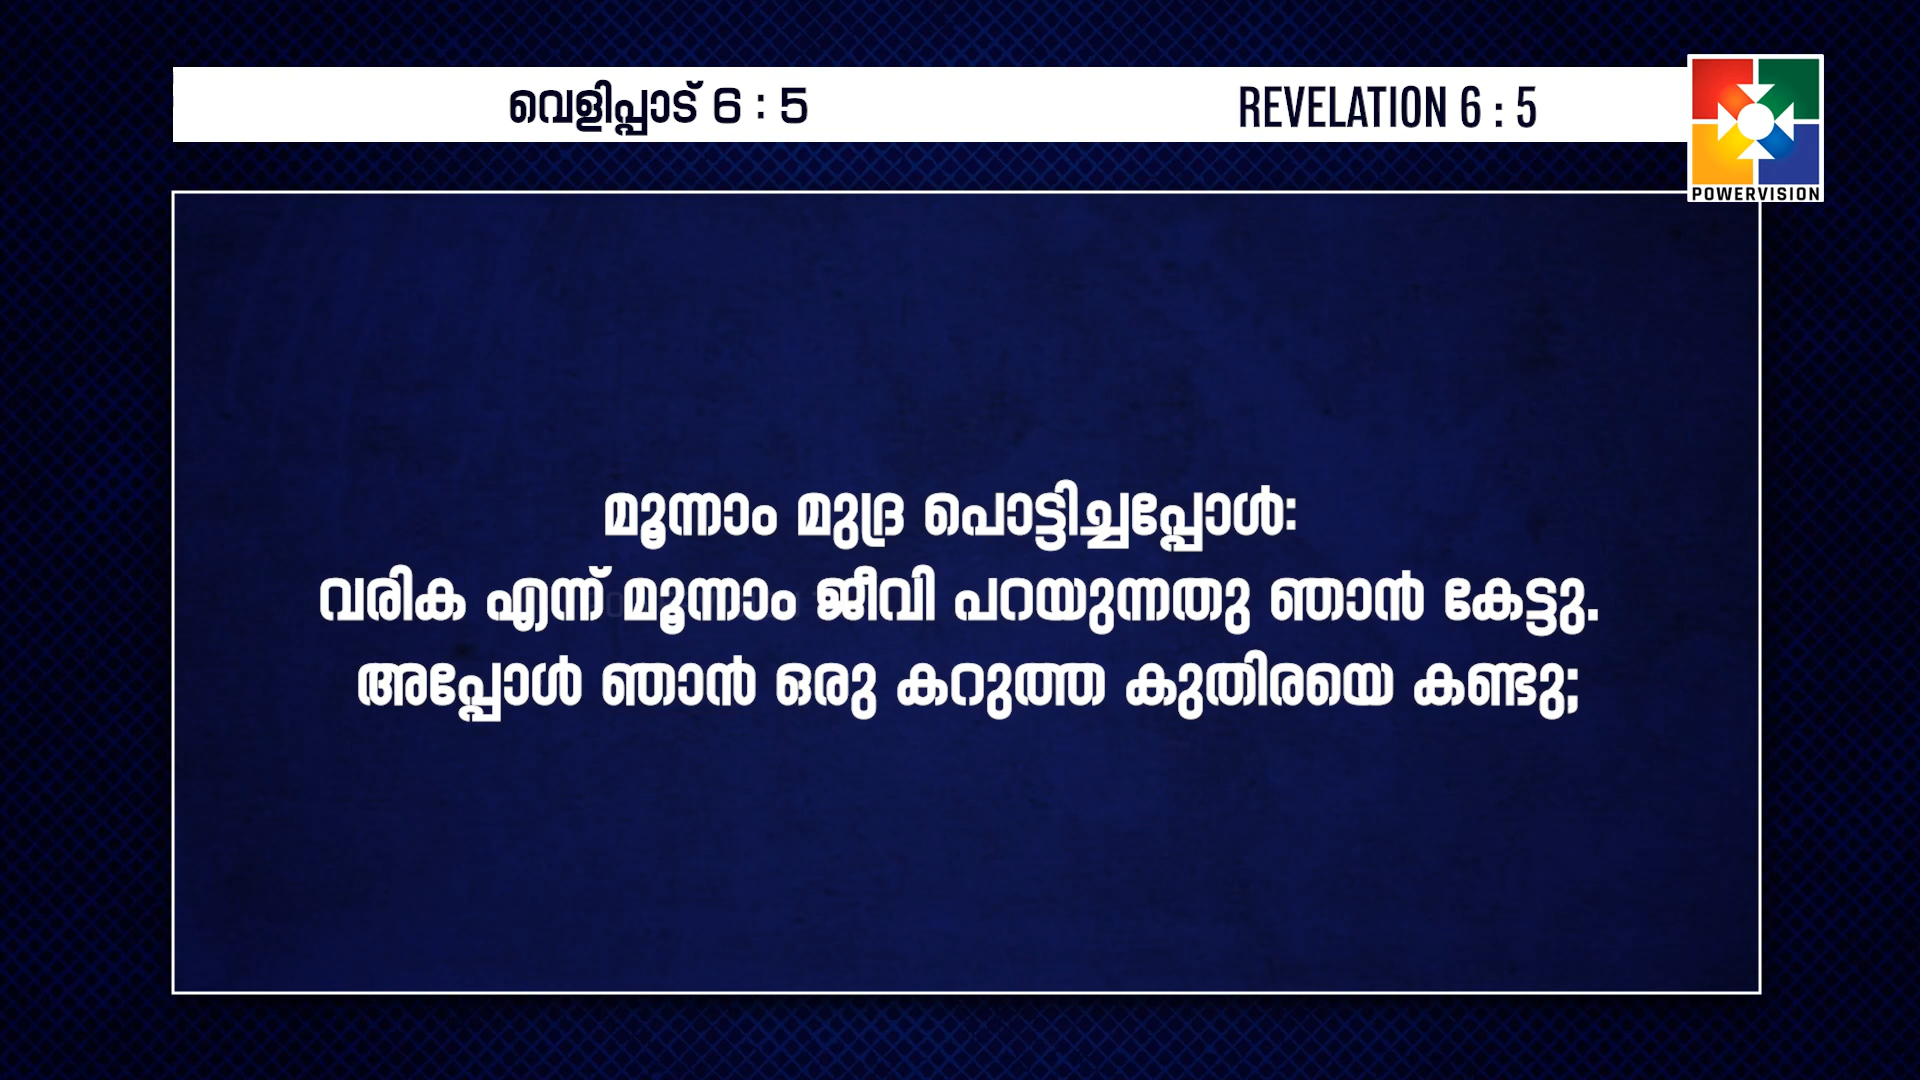 വെളിപ്പാട് 6 : 5
REVELATION 6 : 5
POWERVISION
മൂന്നാം മുദ്ര പൊട്ടിച്ചപ്പോൾ:
വരിക എന്ന് മൂന്നാം ജീവി പറയുന്നതു ഞാൻ കേട്ടു.
അപ്പോൾ ഞാൻ ഒരു കറുത്ത കുതിരയെ കണ്ടു;